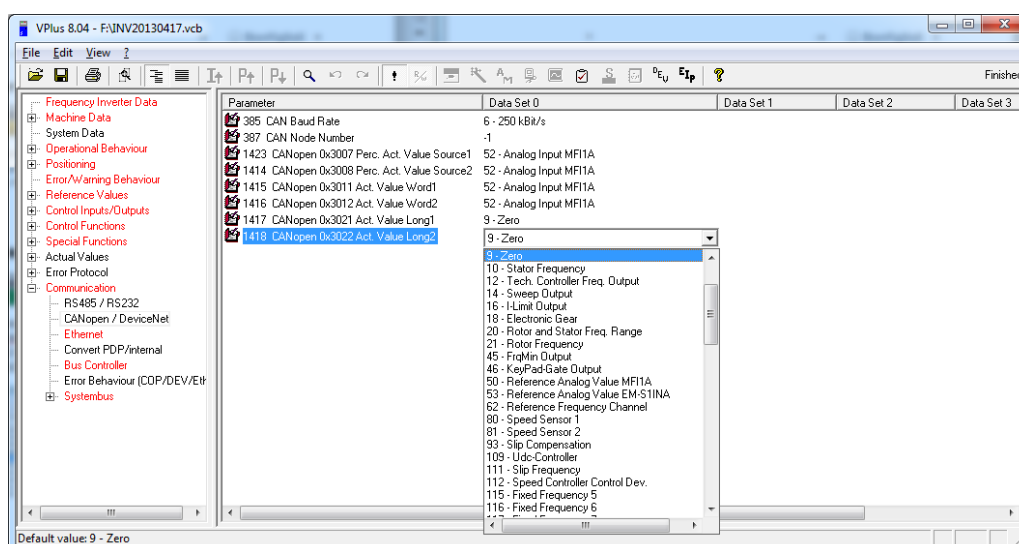 VPlus 8.04 - F:\INV20130417.vcb
File Edit View ?
Finished
Frequency Inverter Data
Machine Data
System Data
Operational Behaviour
Positioning
Error/Warning Behaviour
Reference Values
Control Inputs/Outputs
Control Functions
Special Functions
Actual Values
Error Protocol
Communication
RS485 / RS232
CANopen / DeviceNet
Ethernet
Convert PDP/internal
Bus Controller
Error Behaviour (COP/DEV/Eth
Systembus
Parameter Data Set 0 Data Set 1 Data Set 2 Data Set 3
385 CAN Baud Rate 6 - 250 kBit/s
387 CAN Node Number -1
1423 CANopen 0x3007 Perc. Act. Value Source1 52 - Analog Input MFI1A
1414 CANopen 0x3008 Perc. Act. Value Source2 52 - Analog Input MFI1A
1415 CANopen 0x3011 Act. Value Word1 52 - Analog Input MFI1A
1416 CANopen 0x3012 Act. Value Word2 52 - Analog Input MFI1A
1417 CANopen 0x3021 Act. Value Long1 9 - Zero
1418 CANopen 0x3022 Act. Value Long2 9 - Zero
9 - Zero
10 - Stator Frequency
12 - Tech. Controller Freq. Output
14 - Sweep Output
16 - I-Limit Output
18 - Electronic Gear
20 - Rotor and Stator Freq. Range
21 - Rotor Frequency
45 - FrqMin Output
46 - KeyPad-Gate Output
50 - Reference Analog Value MFI1A
53 - Reference Analog Value EM-S1INA
62 - Reference Frequency Channel
80 - Speed Sensor 1
81 - Speed Sensor 2
93 - Slip Compensation
109 - Udc-Controller
111 - Slip Frequency
112 - Speed Controller Control Dev.
115 - Fixed Frequency 5
116 - Fixed Frequency 6
Default value: 9 - Zero